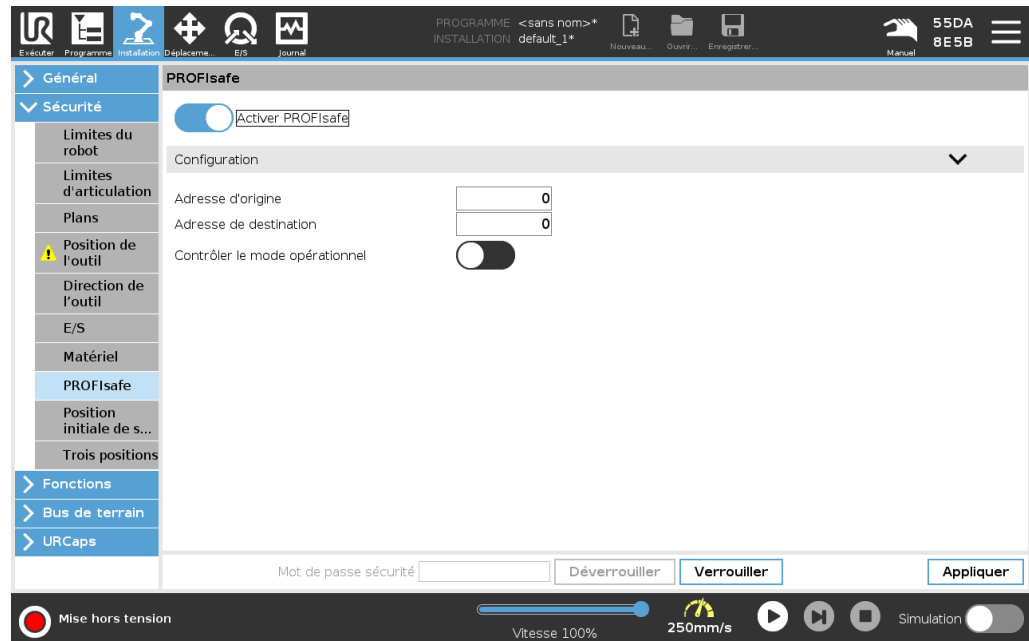 PROGRAMME <sans nom>*
INSTALLATION default_1*
55DA
8E5B
Exécuter Programme Installation Déplaceme... E/S Journal Nouveau... Ouvrir... Enregistrer... Manuel
Général
Sécurité
Limites du
robot
Limites
d'articulation
Plans
Position de
l'outil
Direction de
l’outil
E/S
Matériel
PROFIsafe
Position
initiale de s...
Trois positions
Fonctions
Bus de terrain
URCaps
PROFIsafe
Activer PROFIsafe
Configuration
Adresse d'origine 0
Adresse de destination 0
Contrôler le mode opérationnel
Mot de passe sécurité Déverrouiller Verrouiller Appliquer
Mise hors tension
Vitesse 100%
250mm/s
Simulation